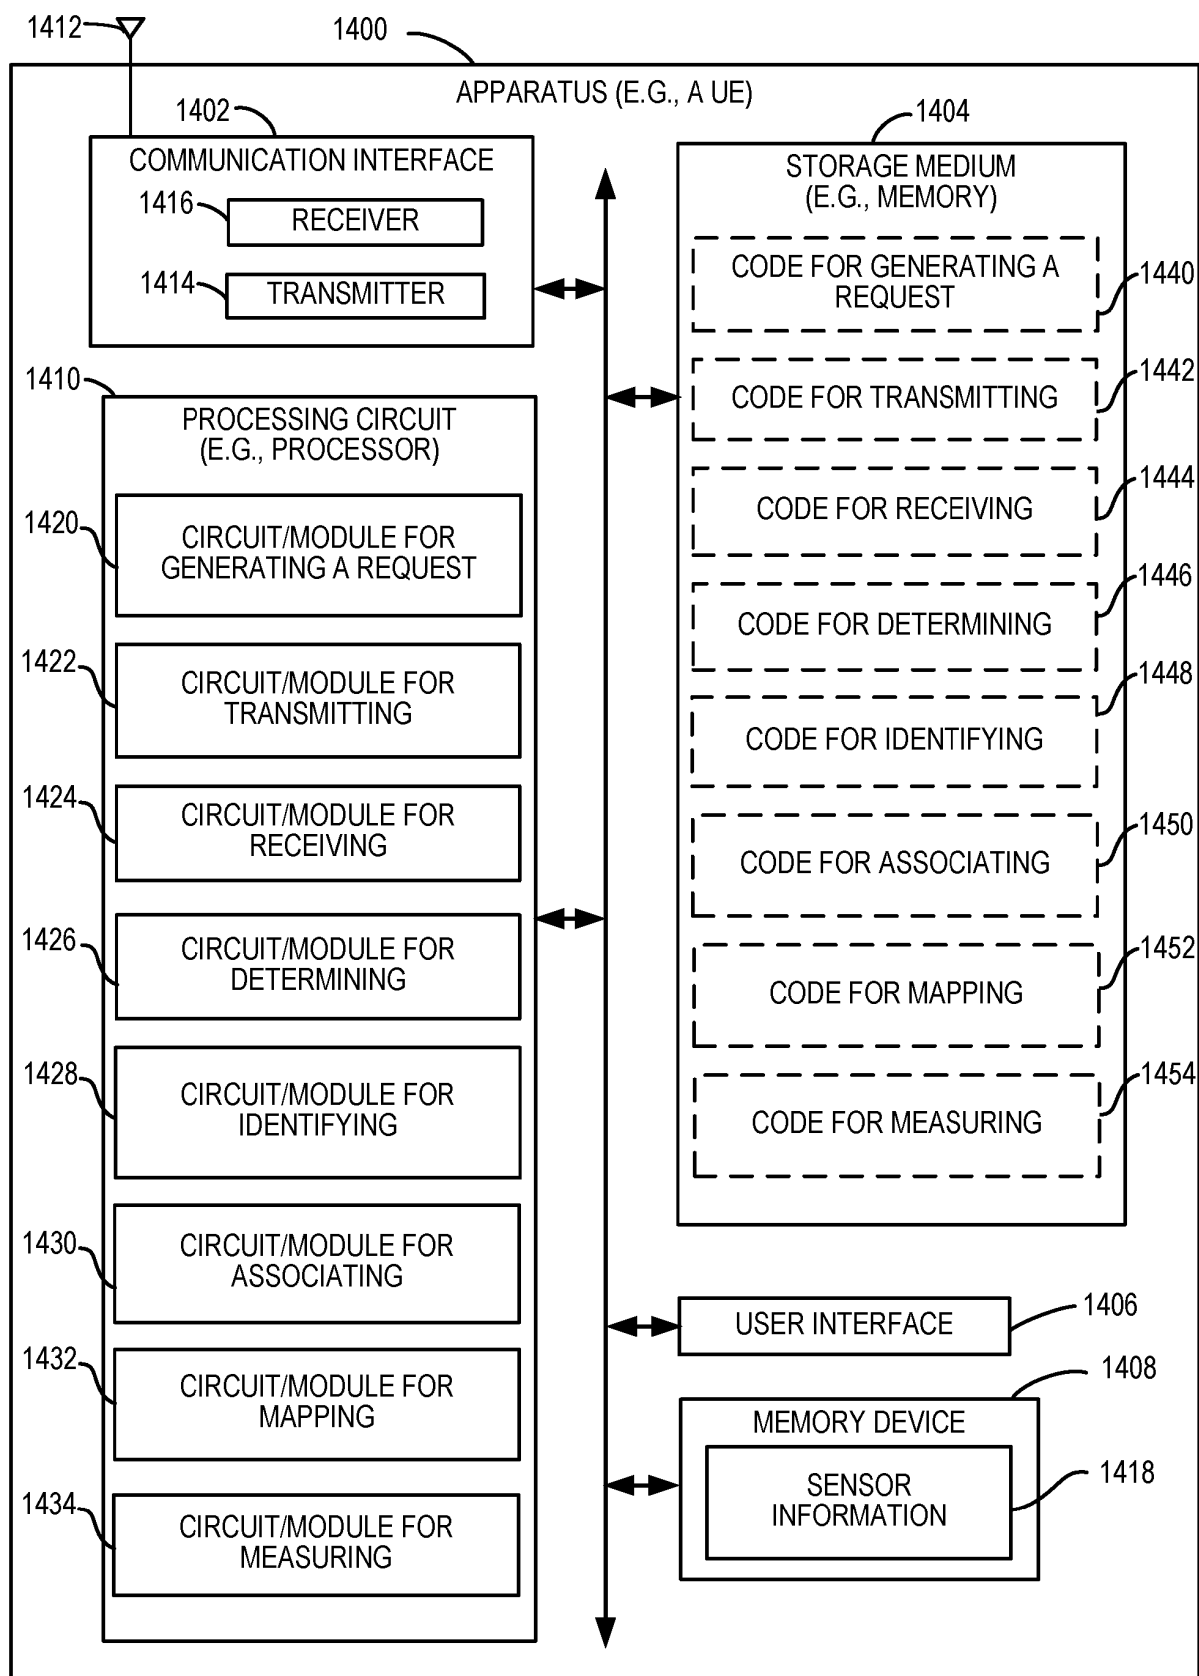 1412
1400
APPARATUS (E.G., A UE)
1402
COMMUNICATION INTERFACE
1416
RECEIVER
1414
TRANSMITTER
1410
PROCESSING CIRCUIT
(E.G., PROCESSOR)
1420
CIRCUIT/MODULE FOR
GENERATING A REQUEST
1422
CIRCUIT/MODULE FOR
TRANSMITTING
1424
CIRCUIT/MODULE FOR
RECEIVING
1426
CIRCUIT/MODULE FOR
DETERMINING
1428
CIRCUIT/MODULE FOR
IDENTIFYING
1430
CIRCUIT/MODULE FOR
ASSOCIATING
1432
CIRCUIT/MODULE FOR
MAPPING
1434
CIRCUIT/MODULE FOR
MEASURING
1404
STORAGE MEDIUM
(E.G., MEMORY)
CODE FOR GENERATING A
REQUEST
1440
CODE FOR TRANSMITTING
1442
CODE FOR RECEIVING
1444
CODE FOR DETERMINING
1446
CODE FOR IDENTIFYING
1448
CODE FOR ASSOCIATING
1450
CODE FOR MAPPING
1452
CODE FOR MEASURING
1454
USER INTERFACE
1406
1408
MEMORY DEVICE
SENSOR
INFORMATION
1418